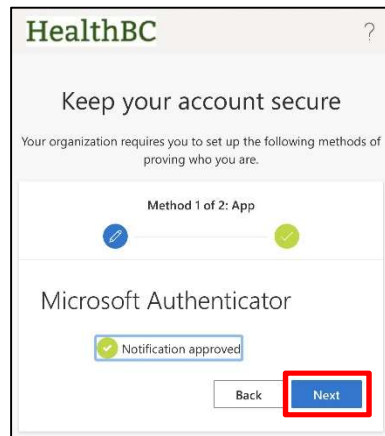 HealthBC
?
Keep your account secure
Your organization requires you to set up the following methods of
proving who you are.
Method 1 of 2: App
Microsoft Authenticator
Notification approved
Back
Next